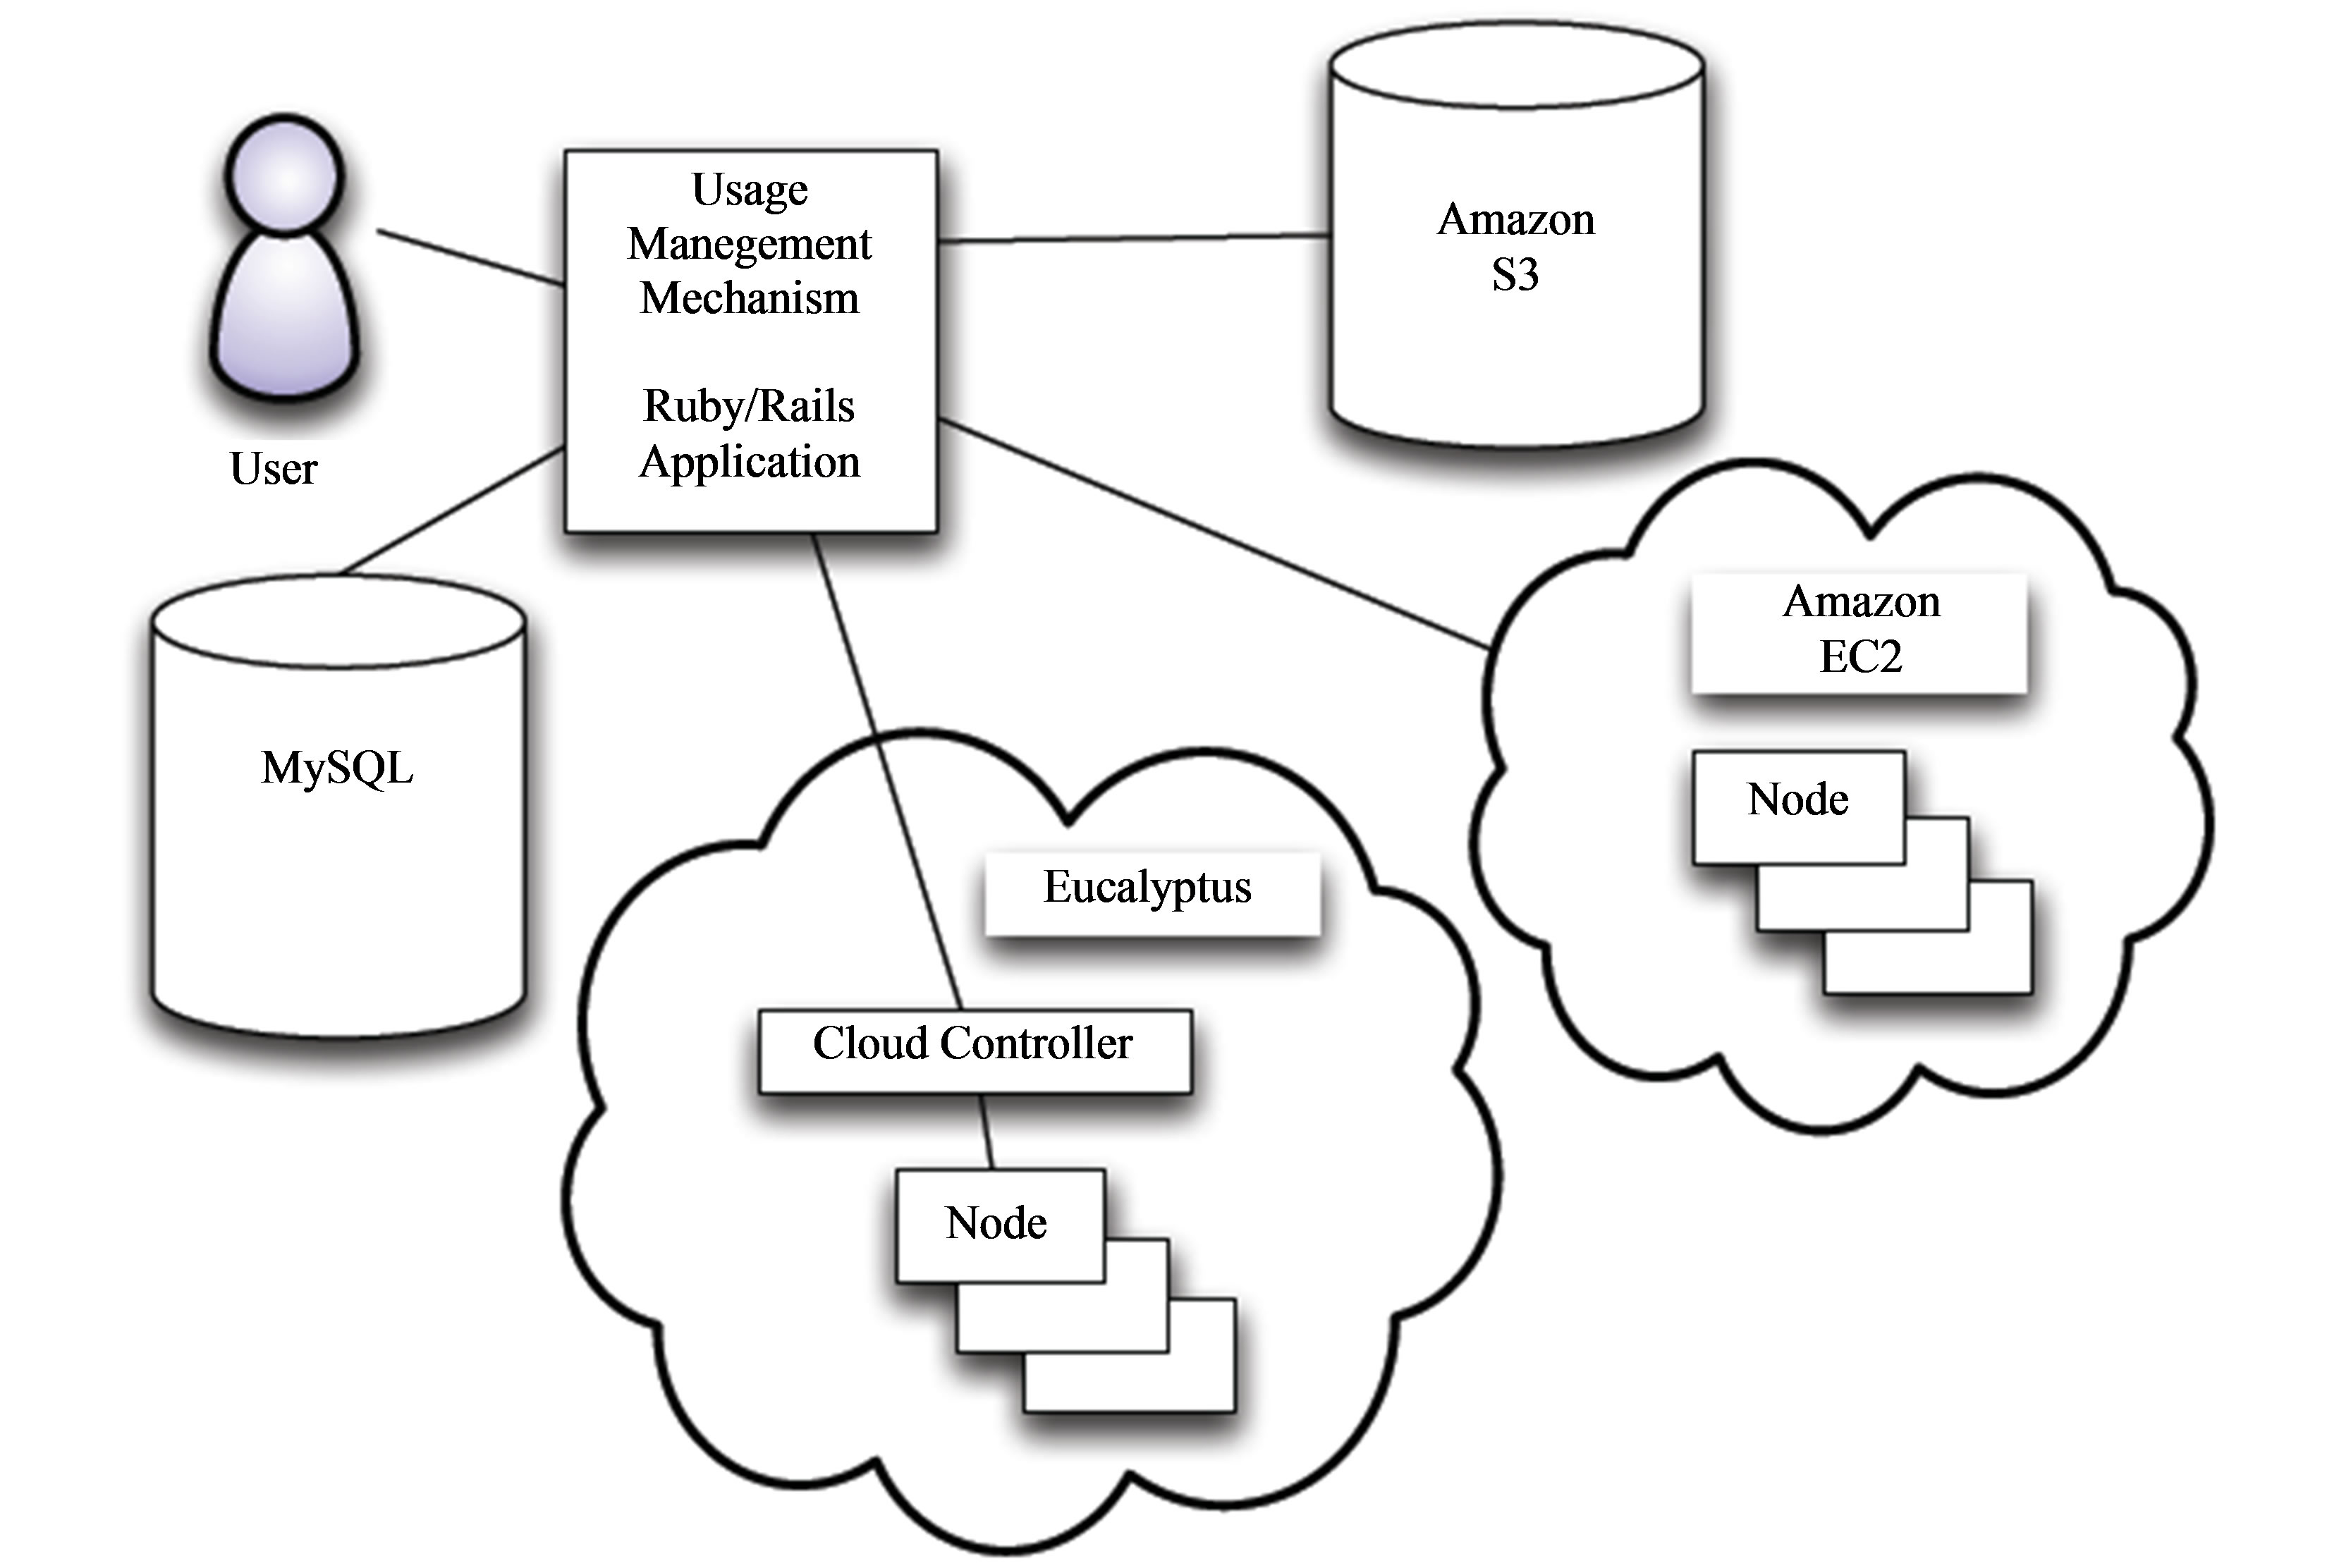 Usage
Manegement
Mechanism
Ruby/Rails
Application
Amazon
S3
User
MySQL
Amazon
EC2
Node
Eucalyptus
Cloud Controller
Node